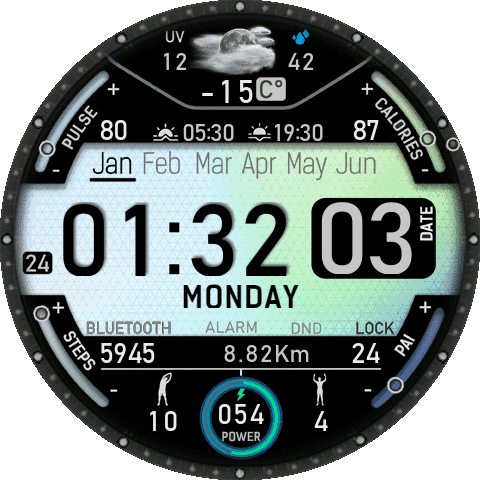 UV
12 42
-15 C°
+ PULSE - 80 05:30 19:30 87 + CALORIES -
Jan Feb Mar Apr May Jun
24 01:32 03 DATE
MONDAY
BLUETOOTH ALARM DND LOCK
+ STEPS - 5945 8.82Km 24 + PAI -
10 054 4
POWER